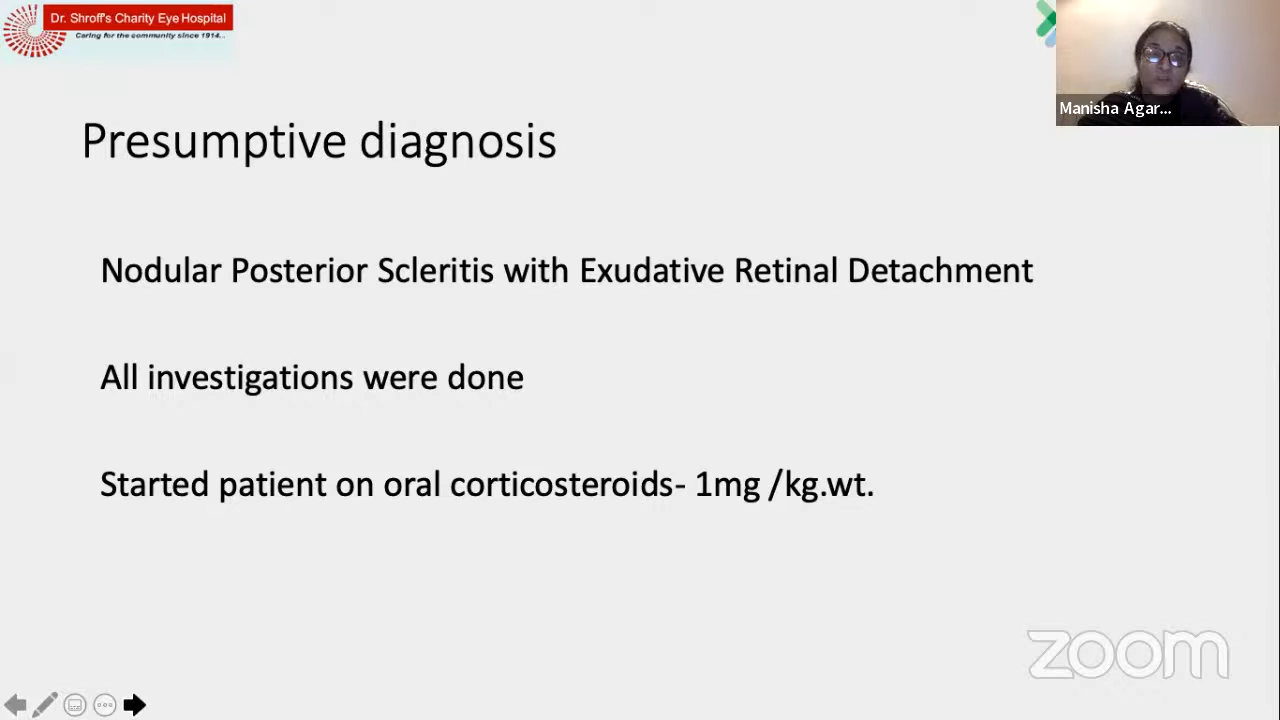 Dr. Shroff's Charity Eye Hospital
Caring for the community since 1914..
Manisha Agar...
Presumptive diagnosis
Nodular Posterior Scleritis with Exudative Retinal Detachment
All investigations were done
Started patient on oral corticosteroids- 1mg /kg.wt.
zoom